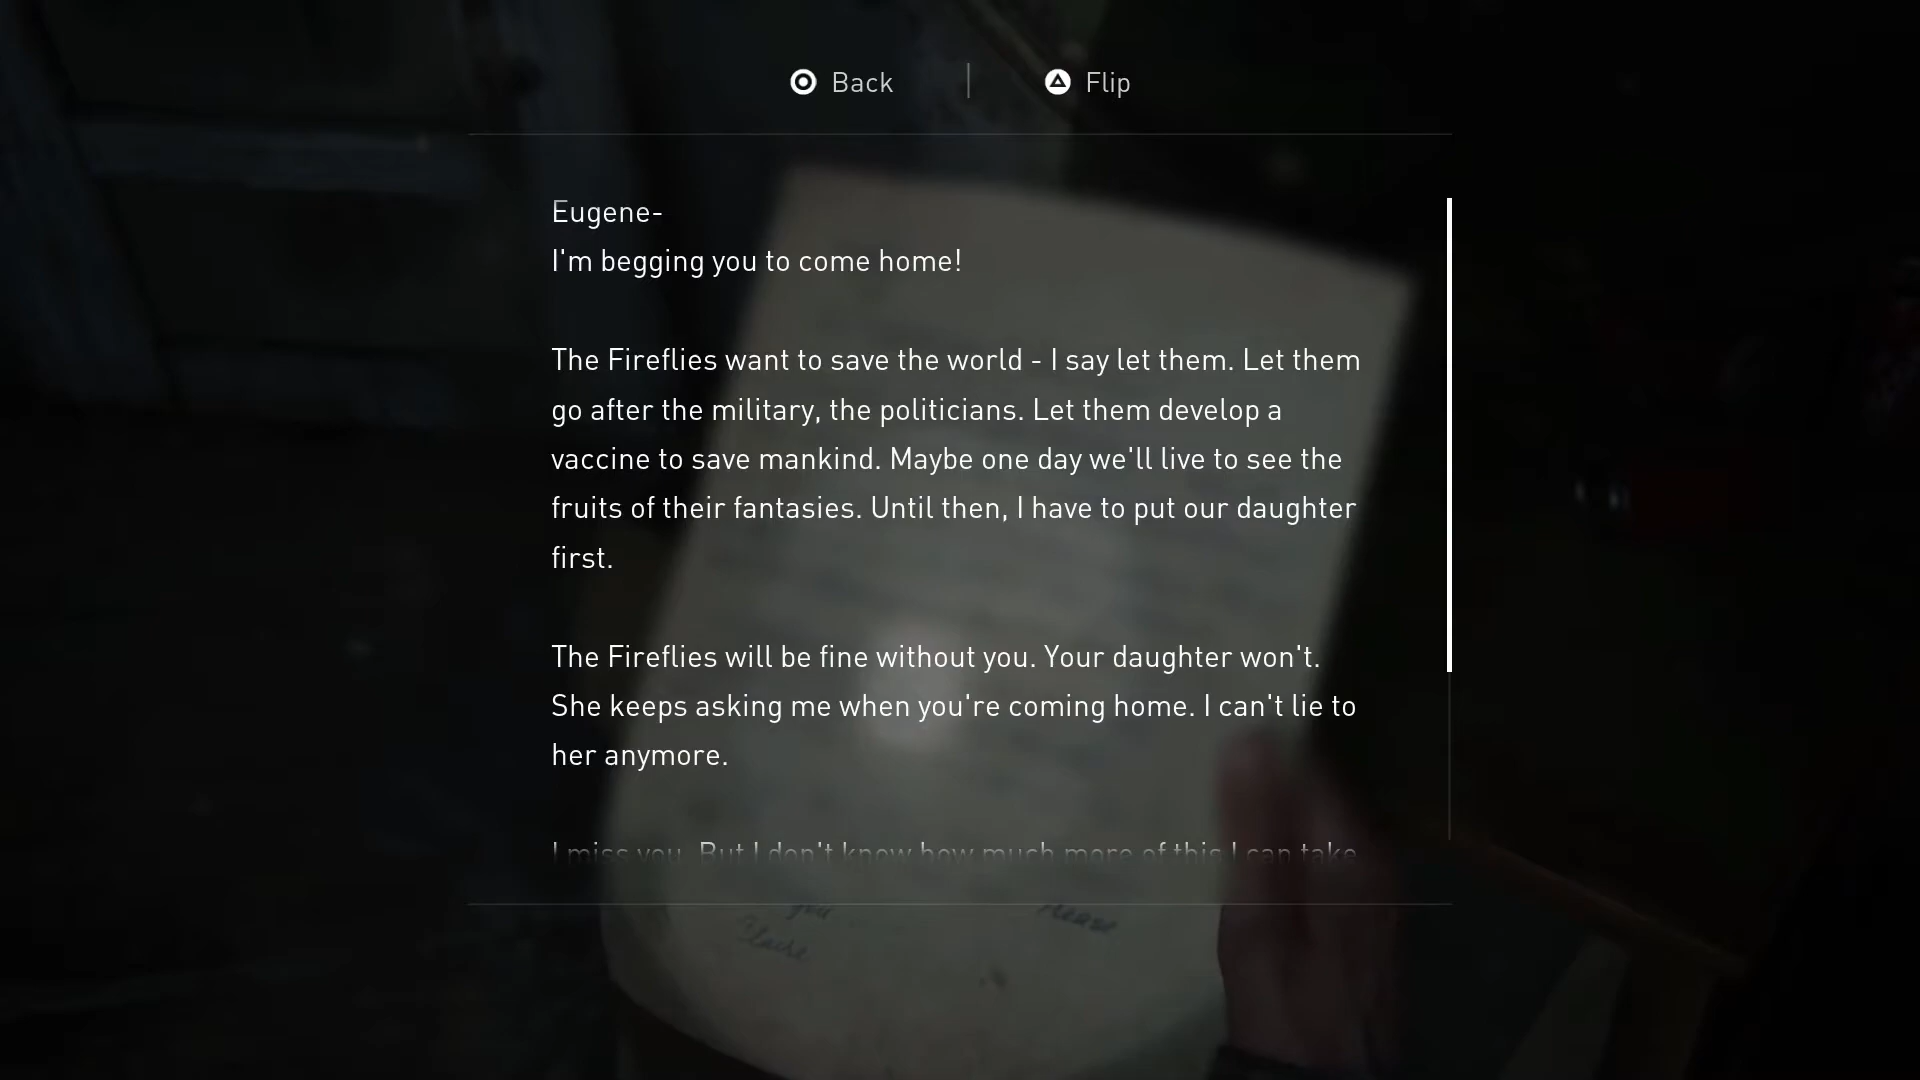 Back
Flip
Eugene-
I'm begging you to come home!
The Fireflies want to save the world - I say let them. Let them
go after the military, the politicians. Let them develop a
vaccine to save mankind. Maybe one day we'll live to see the
fruits of their fantasies. Until then, I have to put our daughter
first.
The Fireflies will be fine without you. Your daughter won't.
She keeps asking me when you're coming home. I can't lie to
her anymore.
I miss you. But I don't know how much more of this I can take
you Please
Claire